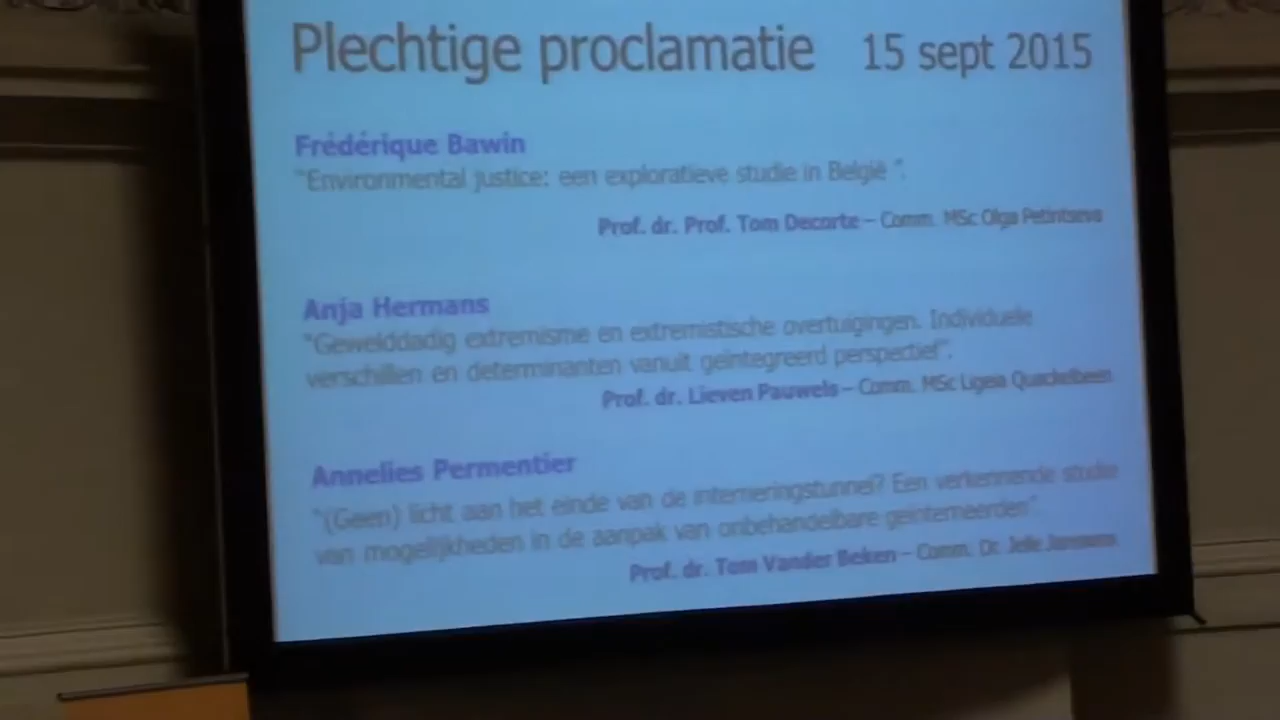 Plechtige proclamatie 15 sept 2015
Frédérique Bawin
"Environmental justice: een exploratieve studie in België ".
Prof. dr. Prof. Tom Decorte – Comm. MSc Olga Petintseva
Anja Hermans
"Gewelddadig extremisme en extremistische overtuigingen. Individuele
verschillen en determinanten vanuit geïntegreerd perspectief".
Prof. dr. Lieven Pauwels – Comm. MSc Ligeia Quackelbeen
Annelies Permentier
"(Geen) licht aan het einde van de interneringstunnel? Een verkennende studie
van mogelijkheden in de aanpak van onbehandelbare geïnterneerden"
Prof. dr. Tom Vander Beken – Comm. Dr. Jelle Janssens